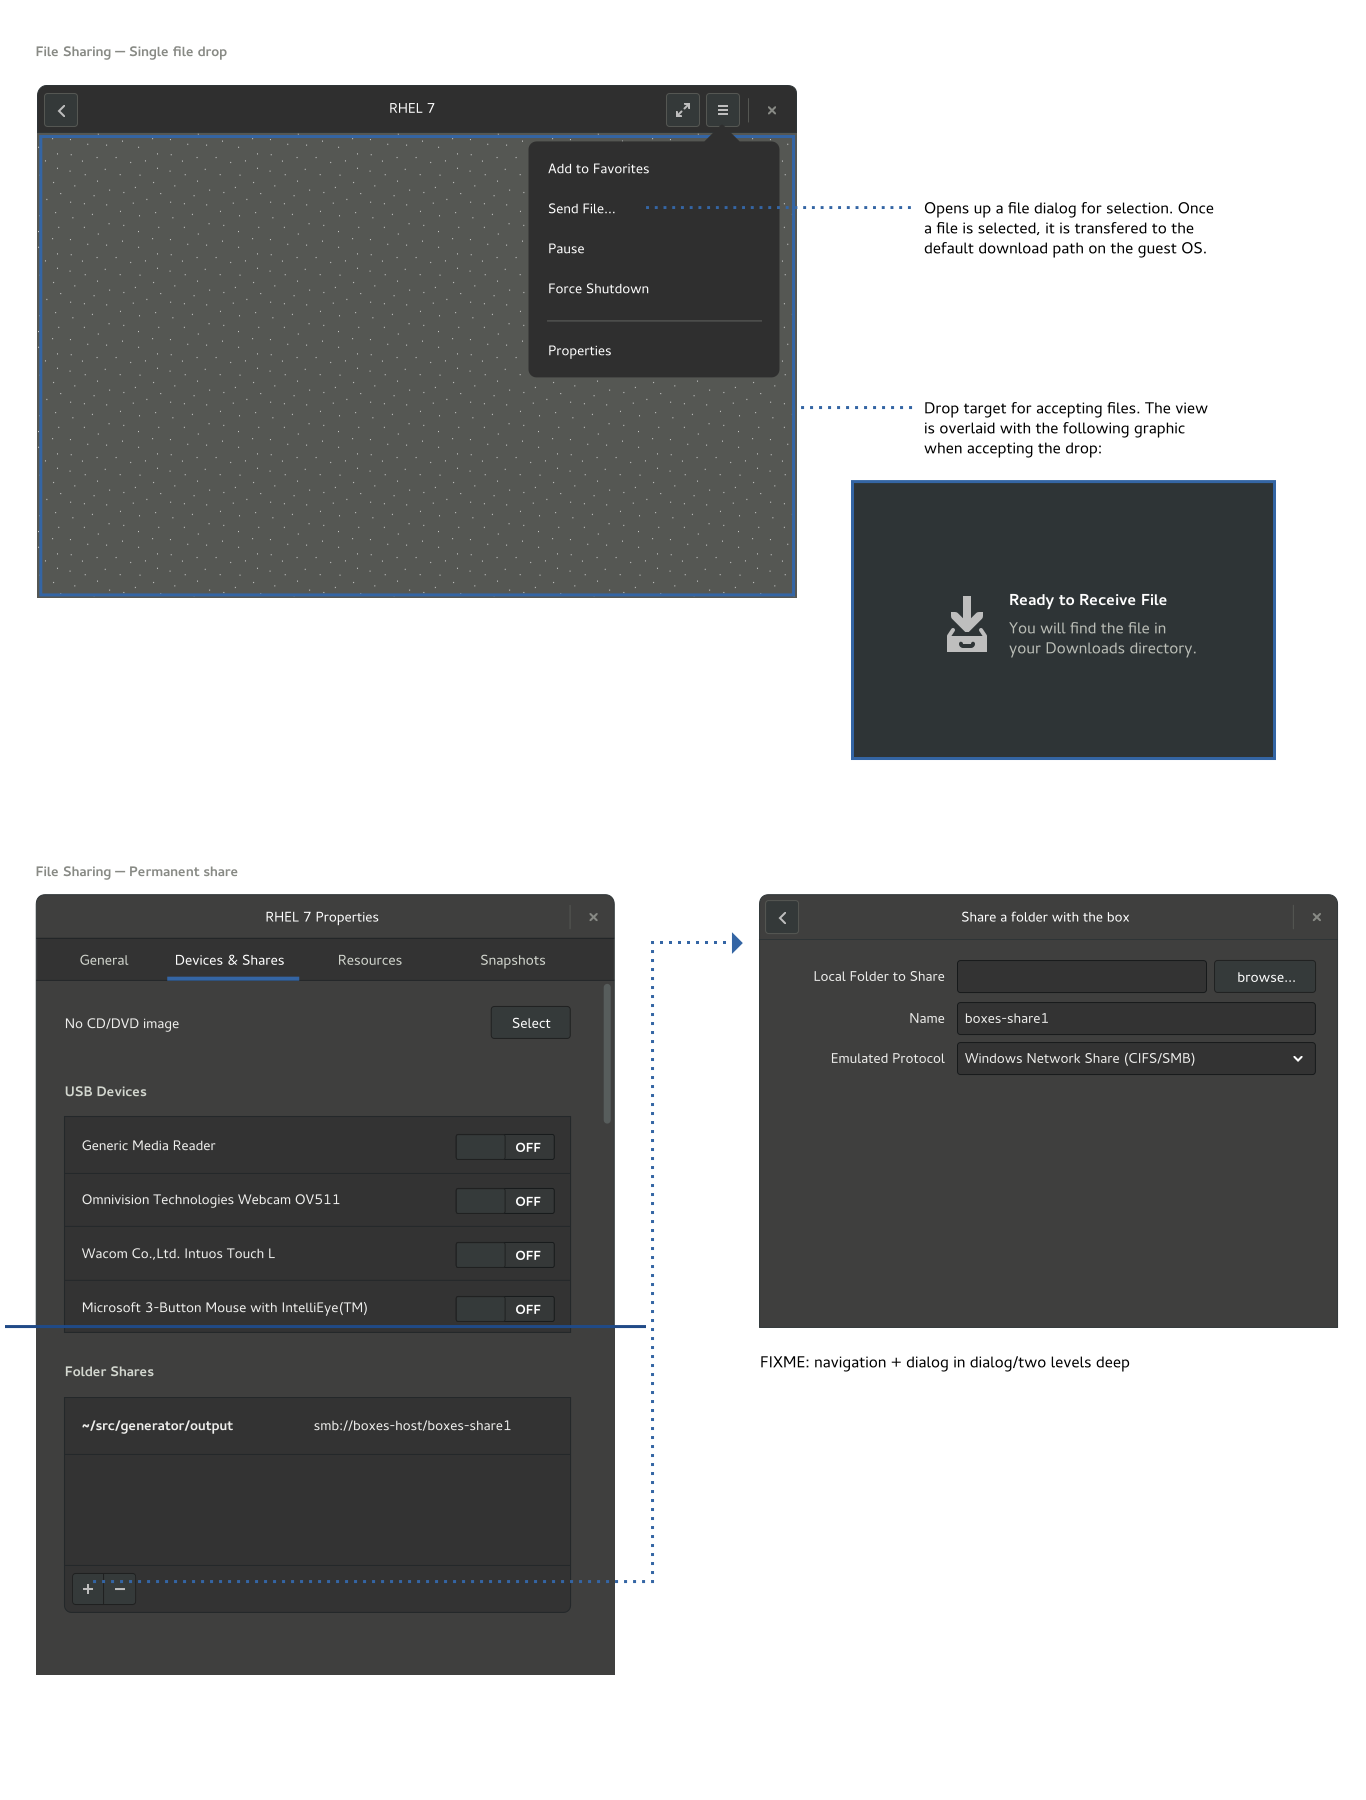 File Sharing — Single file drop
RHEL 7
Add to Favorites
Send File...
Pause
Force Shutdown
Properties
Opens up a file dialog for selection. Once
a file is selected, it is transfered to the
default download path on the guest OS.
Drop target for accepting files. The view
is overlaid with the following graphic
when accepting the drop:
Ready to Receive File
You will find the file in
your Downloads directory.
File Sharing — Permanent share
RHEL 7 Properties
General Devices & Shares Resources Snapshots
No CD/DVD image Select
USB Devices
Generic Media Reader OFF
Omnivision Technologies Webcam OV511 OFF
Wacom Co.,Ltd. Intuos Touch L OFF
Microsoft 3-Button Mouse with IntelliEye(TM) OFF
Folder Shares
~/src/generator/output smb://boxes-host/boxes-share1
Share a folder with the box
Local Folder to Share browse...
Name boxes-share1
Emulated Protocol Windows Network Share (CIFS/SMB)
FIXME: navigation + dialog in dialog/two levels deep